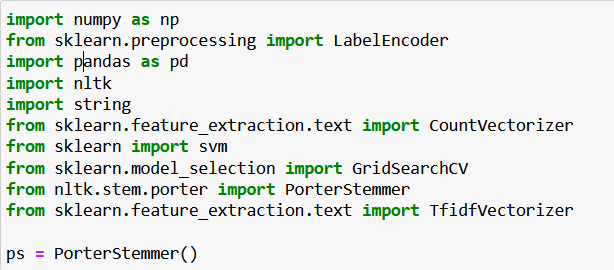 import numpy as np
from sklearn.preprocessing import LabelEncoder
import pandas as pd
import nltk
import string
from sklearn.feature_extraction.text import CountVectorizer
from sklearn import svm
from sklearn.model_selection import GridSearchCV
from nltk.stem.porter import PorterStemmer
from sklearn.feature_extraction.text import TfidfVectorizer

ps = PorterStemmer()